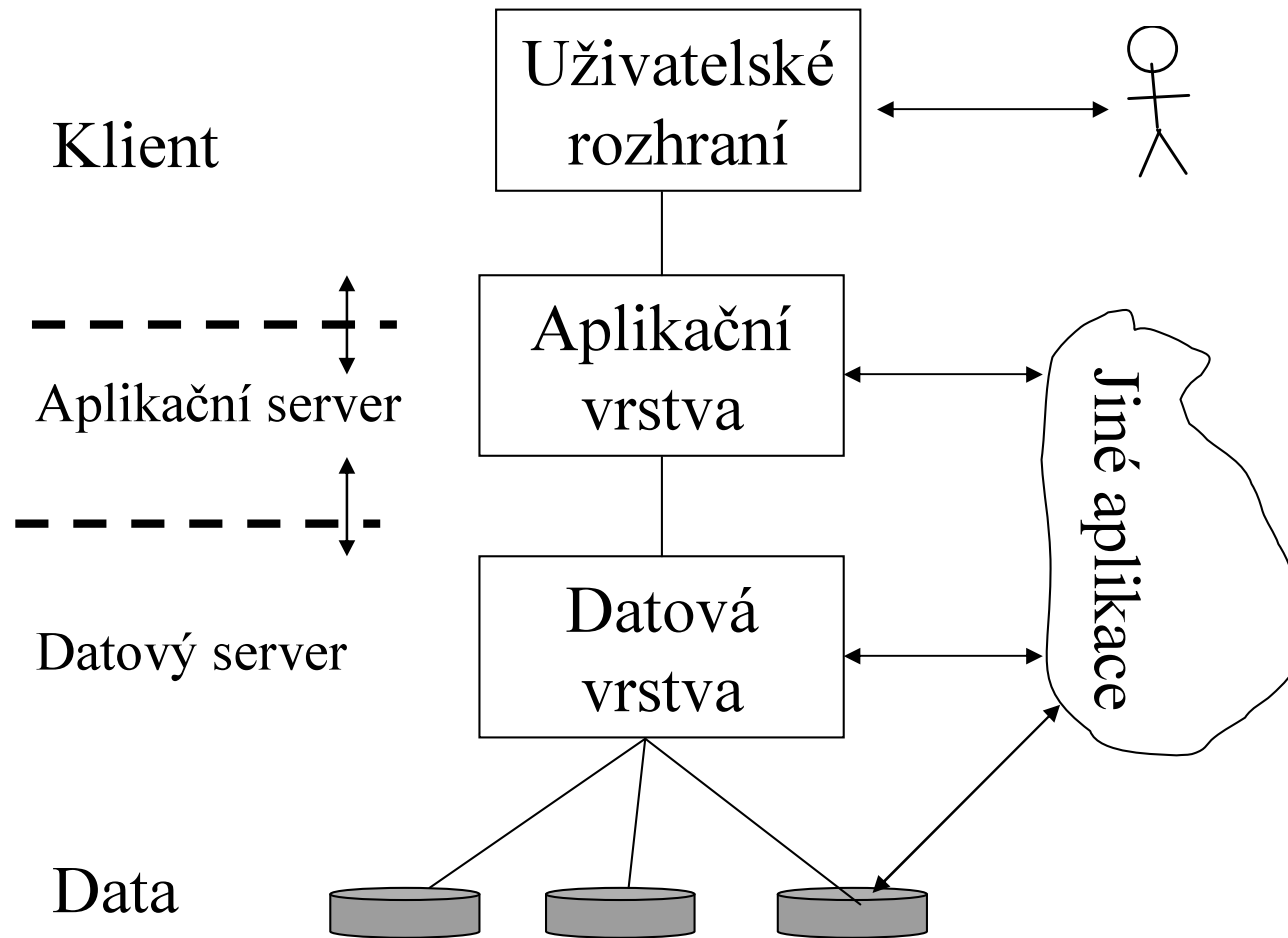 Uživatelské
rozhraní
Klient
Aplikační
vrstva
Aplikační server
Jiné aplikace
Datová
vrstva
Datový server
Data